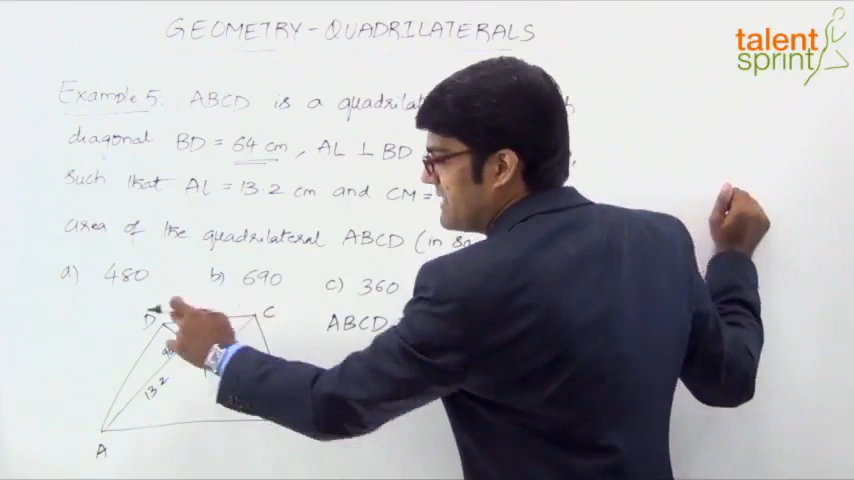 GEOMETRY-QUADRILATERALS
talent
sprint
Example 5. ABCD is a
diagonal BD = 64 cm, AL ⊥ BD
such that AL = 13.2 cm and CM =
area of the quadrilateral ABCD (in
a) 480 b) 690 c) 360
D C
ABCD
13.2
A